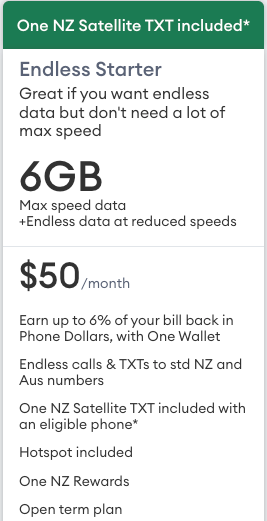 One NZ Satellite TXT included*
Endless Starter
Great if you want endless
data but don't need a lot of
max speed
6GB
Max speed data
+Endless data at reduced speeds
$50/month
Earn up to 6% of your bill back in
Phone Dollars, with One Wallet
Endless calls & TXTs to std NZ and
Aus numbers
One NZ Satellite TXT included with
an eligible phone*
Hotspot included
One NZ Rewards
Open term plan